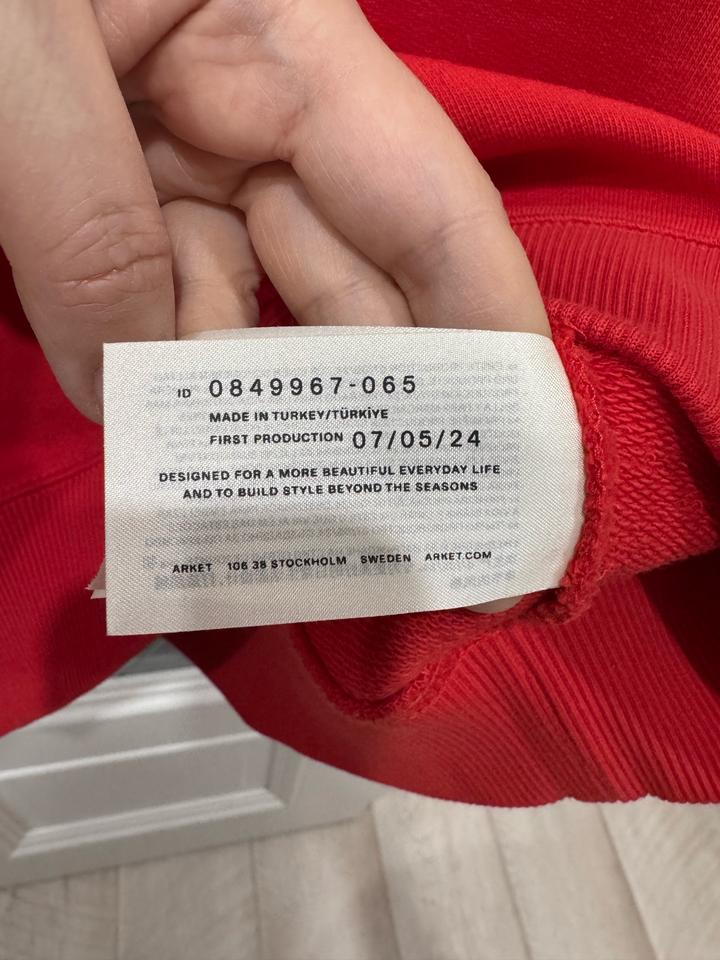 ID 0849967-065
MADE IN TURKEY/TÜRKİYE
FIRST PRODUCTION 07/05/24
DESIGNED FOR A MORE BEAUTIFUL EVERYDAY LIFE
AND TO BUILD STYLE BEYOND THE SEASONS
ARKET 106 38 STOCKHOLM SWEDEN ARKET.COM